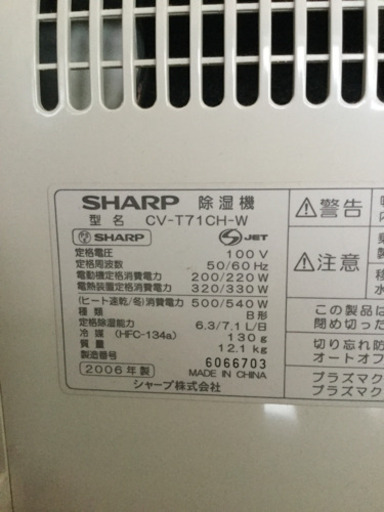 SHARP 除湿機
型名 CV-T71CH-W
SHARP JET
定格電圧 100V
定格周波数 50/60Hz
電動機定格消費電力 200/220W
電熱装置定格消費電力 320/330W
(ヒート速乾/冬)消費電力 500/540W
種類 B形
定格除湿能力 6.3/7.1L/日
冷媒 (HFC-134a) 130g
質量 12.1kg
製造番号 6066703
2006年製 MADE IN CHINA
シャープ株式会社
警告
注意
この製品は
閉め切っ
切り忘れ防
オートオフ
プラズマク
プラズマク